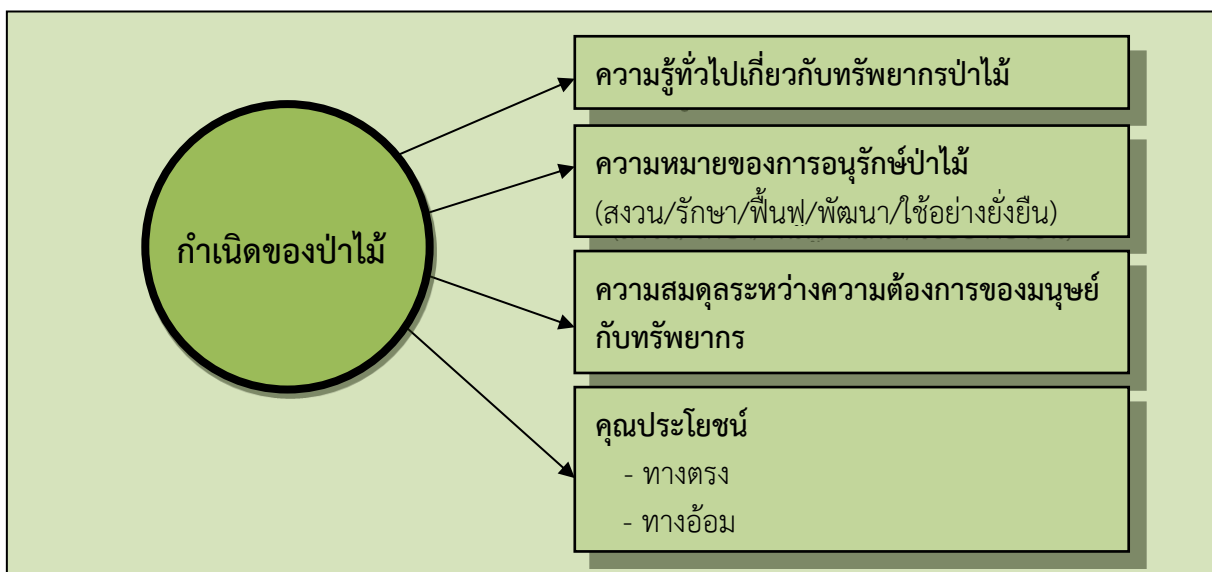 กำเนิดของป่าไม้
ความรู้ทั่วไปเกี่ยวกับทรัพยากรป่าไม้
ความหมายของการอนุรักษ์ป่าไม้
(สงวน/รักษา/ฟื้นฟู/พัฒนา/ใช้อย่างยั่งยืน)
ความสมดุลระหว่างความต้องการของมนุษย์
กับทรัพยากร
คุณประโยชน์
- ทางตรง
- ทางอ้อม